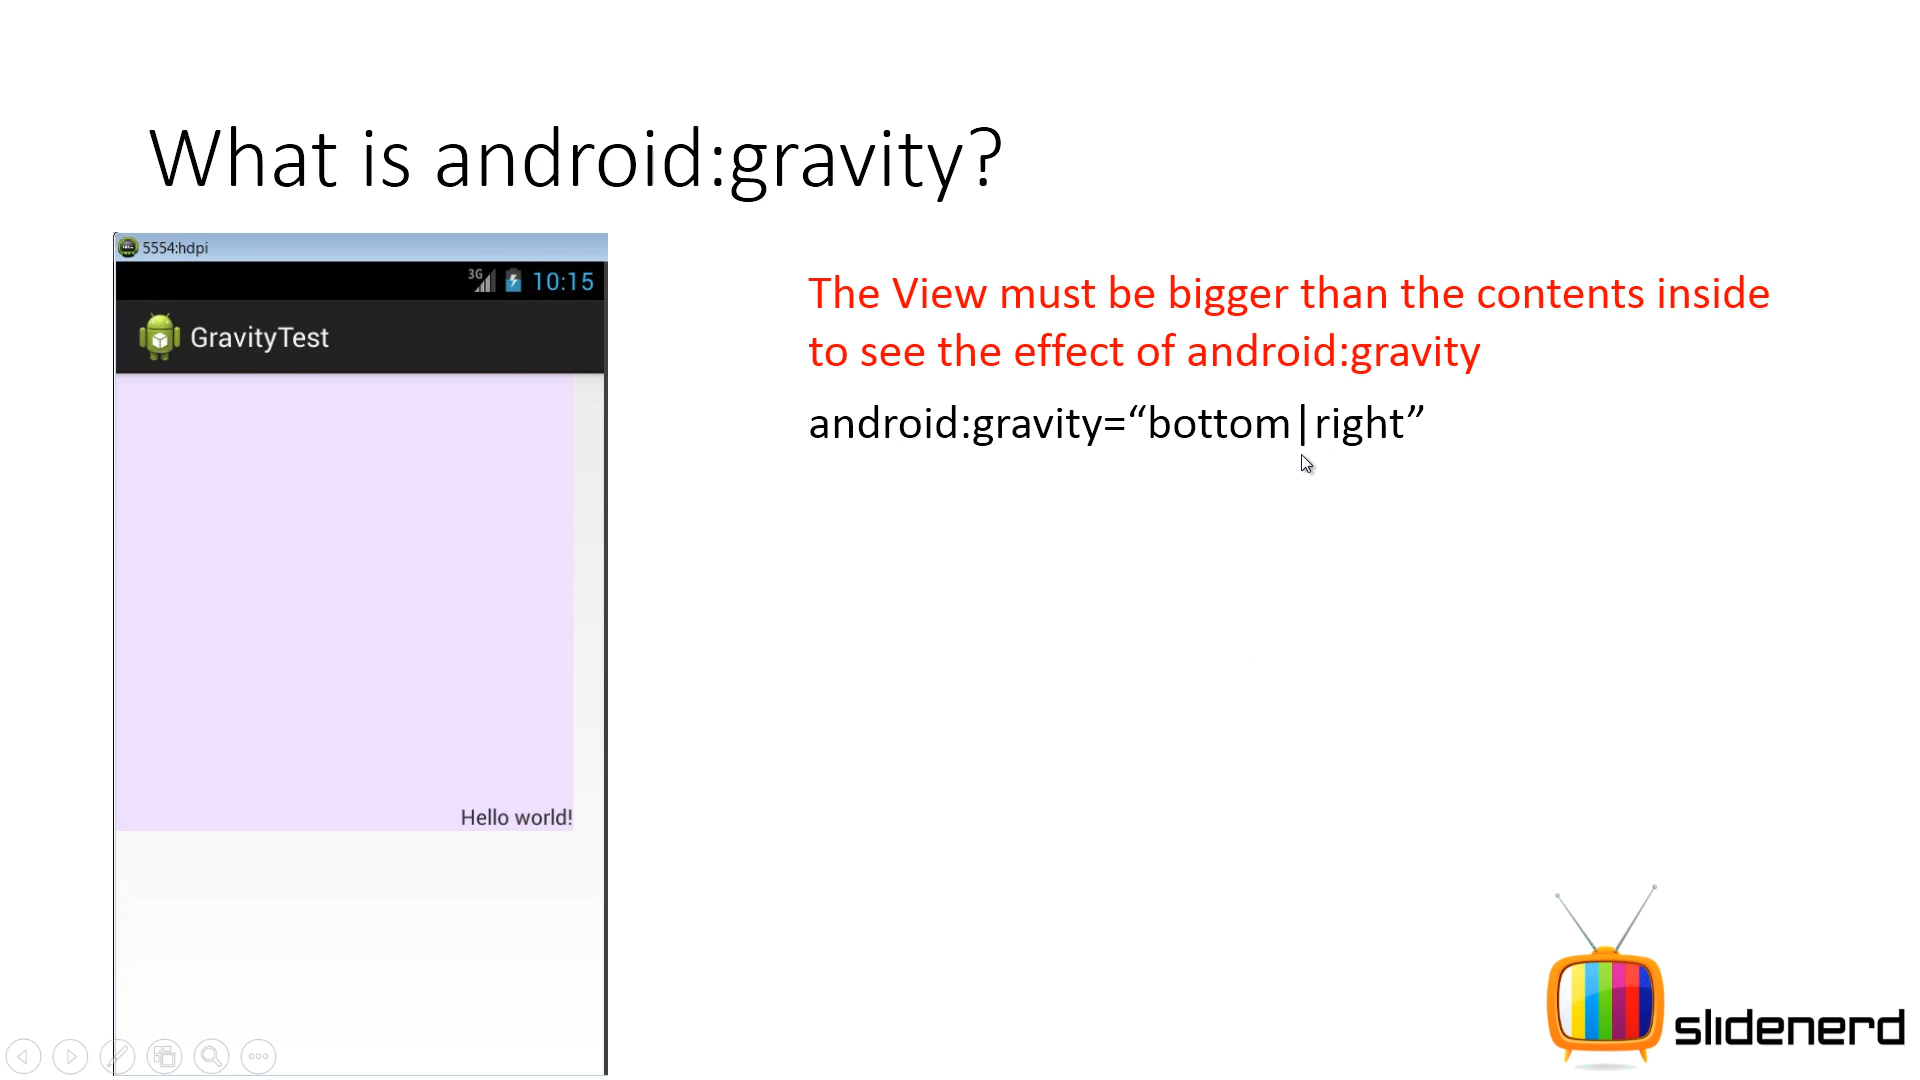 What is android:gravity?
5554:hdpi
3G 10:15
GravityTest
The View must be bigger than the contents inside
to see the effect of android:gravity
android:gravity=“bottom|right”
Hello world!
slidenerd